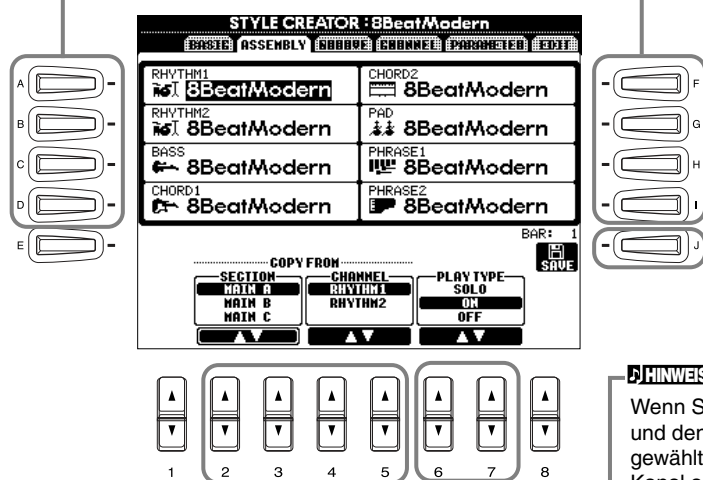 STYLE CREATOR : 8BeatModern
BASIC ASSEMBLY GROOVE CHANNEL PARAMETER EDIT
RHYTHM1
8BeatModern
CHORD2
8BeatModern
RHYTHM2
8BeatModern
PAD
8BeatModern
BASS
8BeatModern
PHRASE1
8BeatModern
CHORD1
8BeatModern
PHRASE2
8BeatModern
A
B
C
D
E
F
G
H
I
J
BAR: 1
SAVE
COPY FROM
SECTION
MAIN A
MAIN B
MAIN C
CHANNEL
RHYTHM1
RHYTHM2
PLAY TYPE
SOLO
ON
OFF
1 2 3 4 5 6 7 8
HINWEIS
Wenn S
und der
gewählt